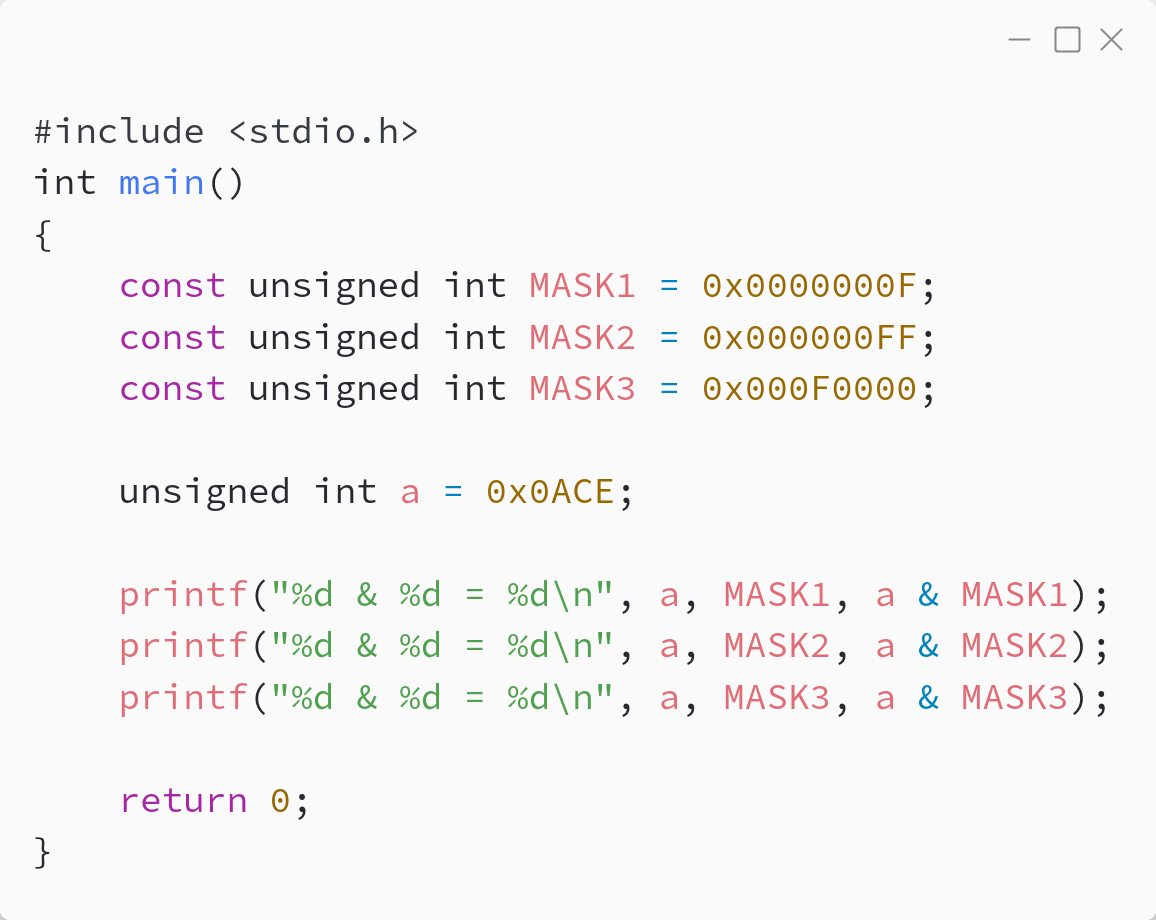 #include <stdio.h>
int main()
{
    const unsigned int MASK1 = 0x0000000F;
    const unsigned int MASK2 = 0x000000FF;
    const unsigned int MASK3 = 0x000F0000;

    unsigned int a = 0x0ACE;

    printf("%d & %d = %d\n", a, MASK1, a & MASK1);
    printf("%d & %d = %d\n", a, MASK2, a & MASK2);
    printf("%d & %d = %d\n", a, MASK3, a & MASK3);

    return 0;
}